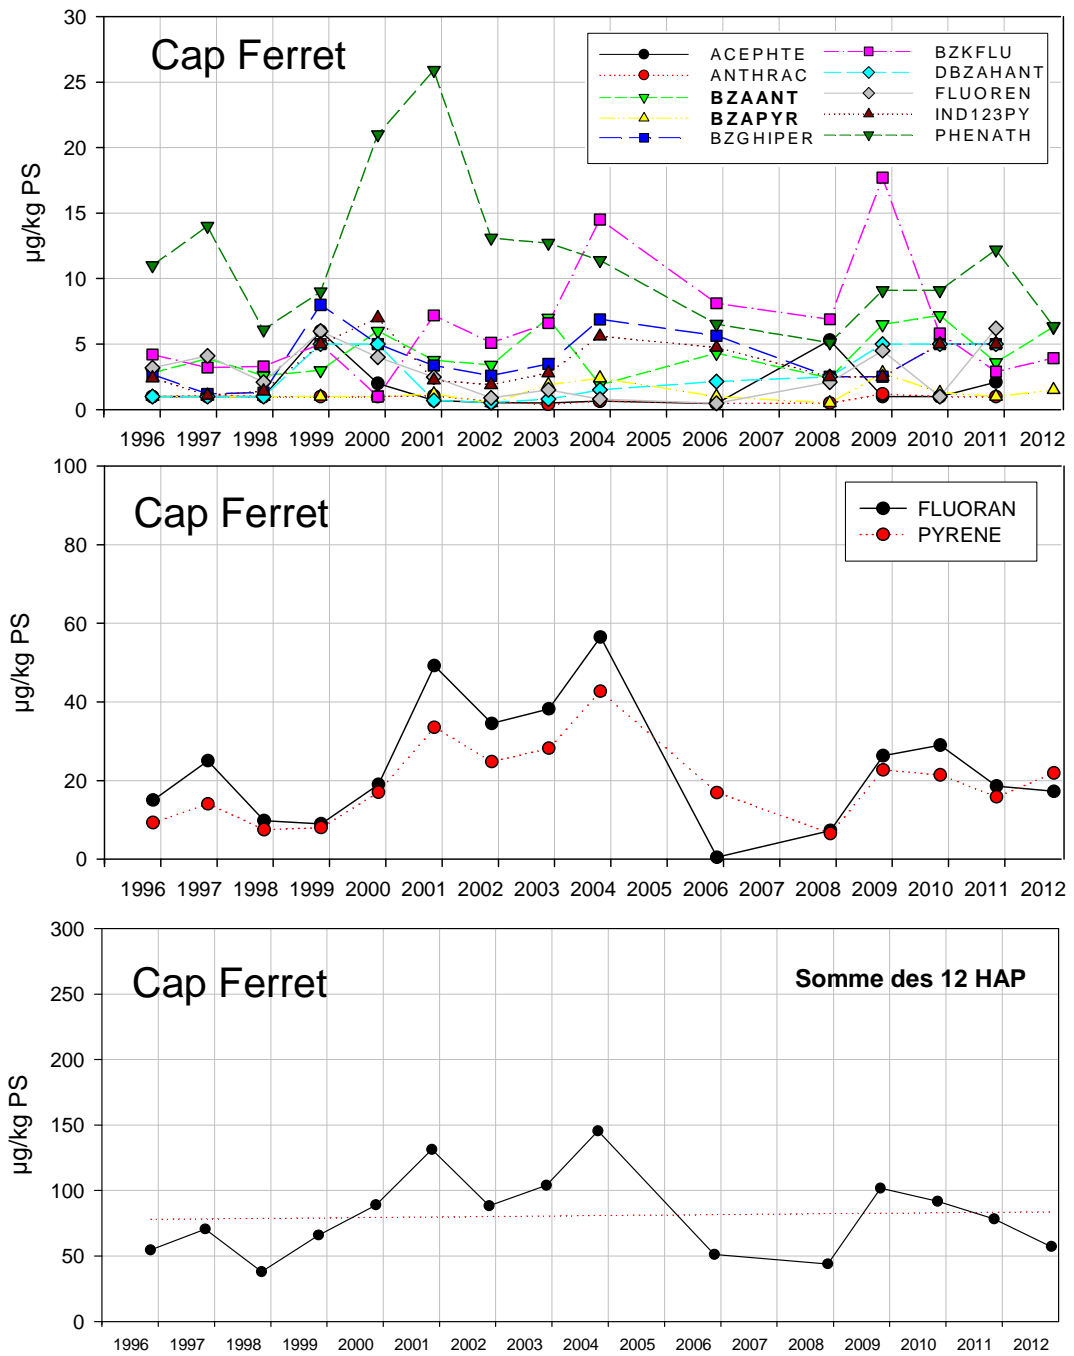 30
25
20
15
10
5
0
µg/kg PS
Cap Ferret
ACEPHTE
ANTHRAC
BZAANT
BZAPYR
BZGHIPER
BZKFLU
DBZAHANT
FLUOREN
IND123PY
PHENATH
1996 1997 1998 1999 2000 2001 2002 2003 2004 2005 2006 2007 2008 2009 2010 2011 2012
100
80
60
40
20
0
µg/kg PS
Cap Ferret
FLUORAN
PYRENE
1996 1997 1998 1999 2000 2001 2002 2003 2004 2005 2006 2007 2008 2009 2010 2011 2012
300
250
200
150
100
50
0
µg/kg PS
Cap Ferret
Somme des 12 HAP
1996 1997 1998 1999 2000 2001 2002 2003 2004 2005 2006 2007 2008 2009 2010 2011 2012